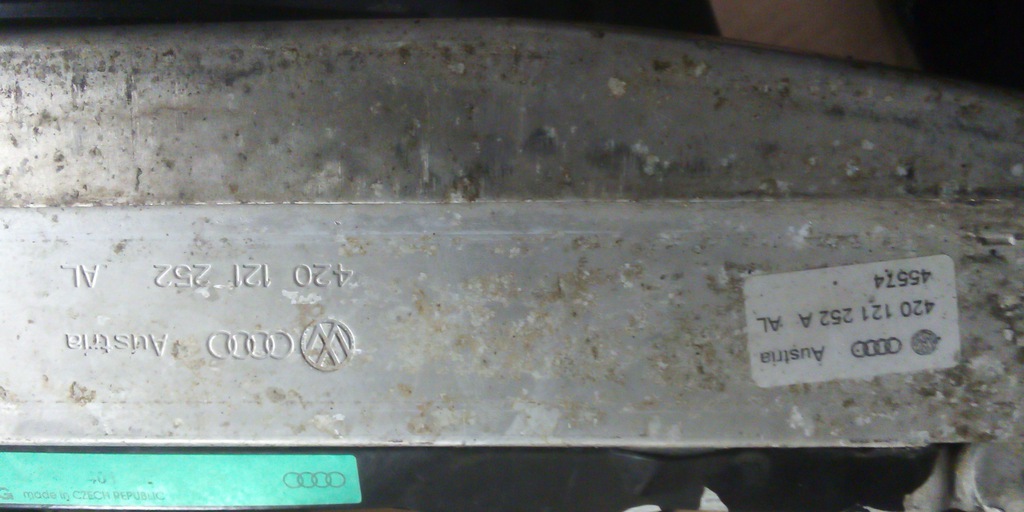 Austria
420 121 252 A AL
45574
Austria
420 121 252 AL
made in CZECH REPUBLIC